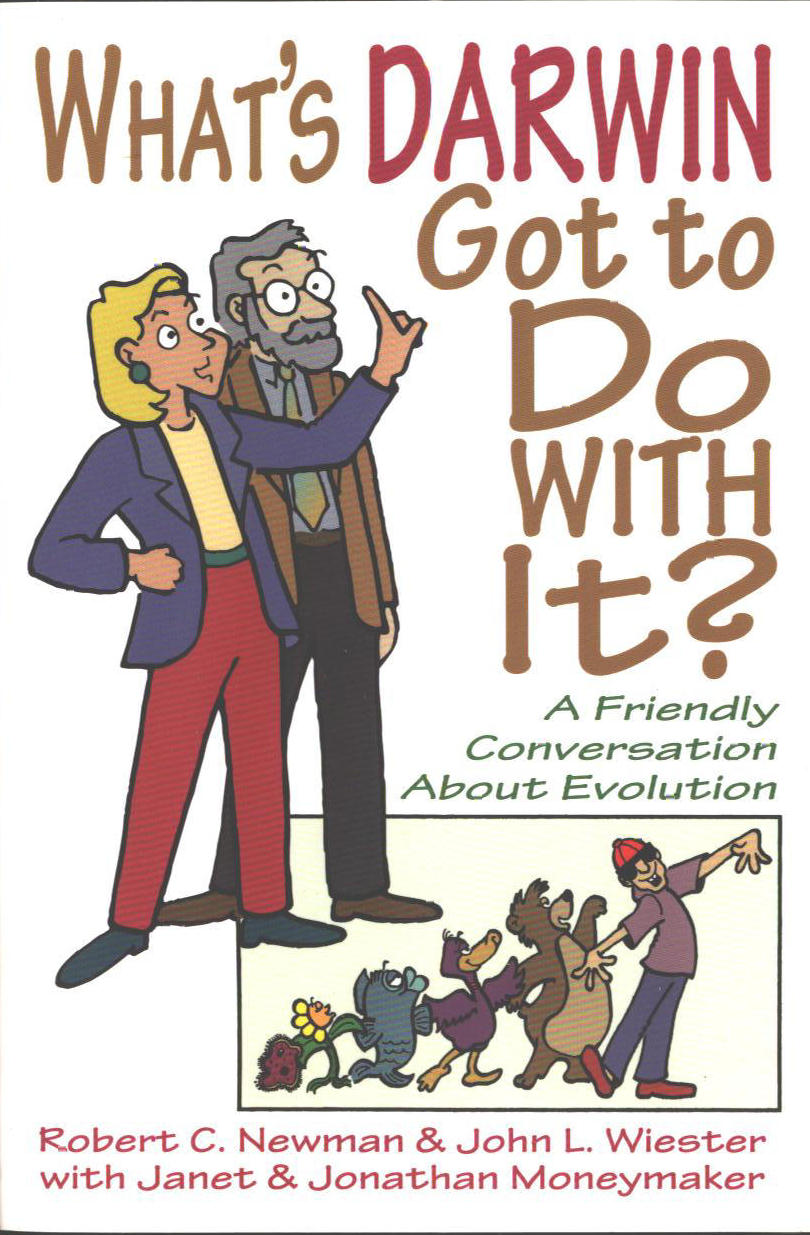 WHAT'S DARWIN
Got to
Do
WITH
It?
A Friendly
Conversation
About Evolution
Robert C. Newman & John L. Wiester
with Janet & Jonathan Moneymaker